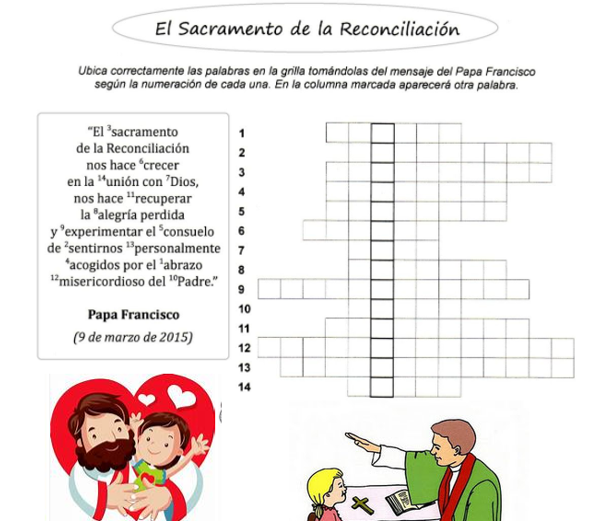 El Sacramento de la Reconciliación
Ubica correctamente las palabras en la grilla tomándolas del mensaje del Papa Francisco
según la numeración de cada una. En la columna marcada aparecerá otra palabra.
“El ³sacramento
de la Reconciliación
nos hace ⁶crecer
en la ¹⁴unión con ⁷Dios,
nos hace ¹¹recuperar
la ⁸alegría perdida
y ⁹experimentar el ⁵consuelo
de ²sentirnos ¹³personalmente
⁴acogidos por el ¹abrazo
¹²misericordioso del ¹⁰Padre.”
Papa Francisco
(9 de marzo de 2015)
1
2
3
4
5
6
7
8
9
10
11
12
13
14